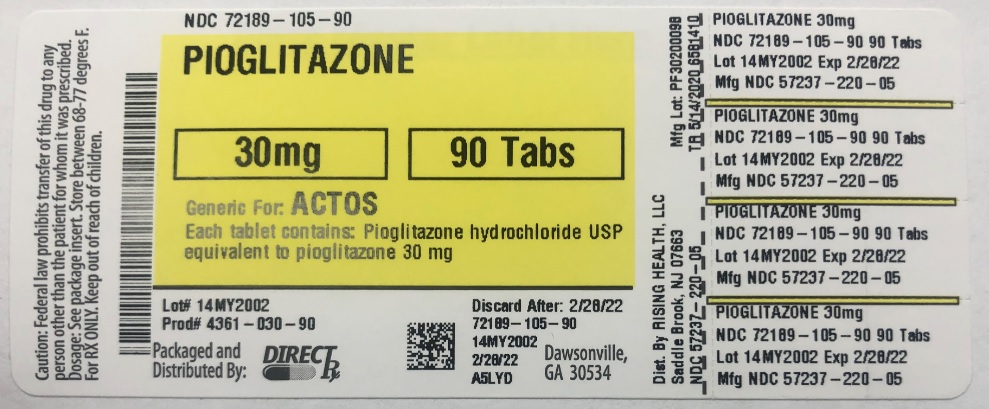 Caution: Federal law prohibits transfer of this drug to any
person other than the patient for whom it was prescribed.
Dosage: See package insert. Store between 68-77 degrees F.
For RX ONLY. Keep out of reach of children.
NDC 72189-105-90
PIOGLITAZONE
30mg
90 Tabs
Generic For: ACTOS
Each tablet contains: Pioglitazone hydrochloride USP
equivalent to pioglitazone 30 mg
Lot# 14MY2002
Prod# 4361-030-90
Packaged and
Distributed By:
DIRECT Rx
Discard After: 2/28/22
72189-105-90
14MY2002
2/28/22
A5LYD
Dawsonville,
GA 30534
Dist. By RISING HEALTH, LLC
Saddle Brook, NJ 07663
NDC 57237-220-05
Mfg Lot: PF3020009B
TR 5/14/2020 6581410
PIOGLITAZONE 30mg
NDC 72189-105-90 90 Tabs
Lot 14MY2002 Exp 2/28/22
Mfg NDC 57237-220-05
PIOGLITAZONE 30mg
NDC 72189-105-90 90 Tabs
Lot 14MY2002 Exp 2/28/22
Mfg NDC 57237-220-05
PIOGLITAZONE 30mg
NDC 72189-105-90 90 Tabs
Lot 14MY2002 Exp 2/28/22
Mfg NDC 57237-220-05
PIOGLITAZONE 30mg
NDC 72189-105-90 90 Tabs
Lot 14MY2002 Exp 2/28/22
Mfg NDC 57237-220-05